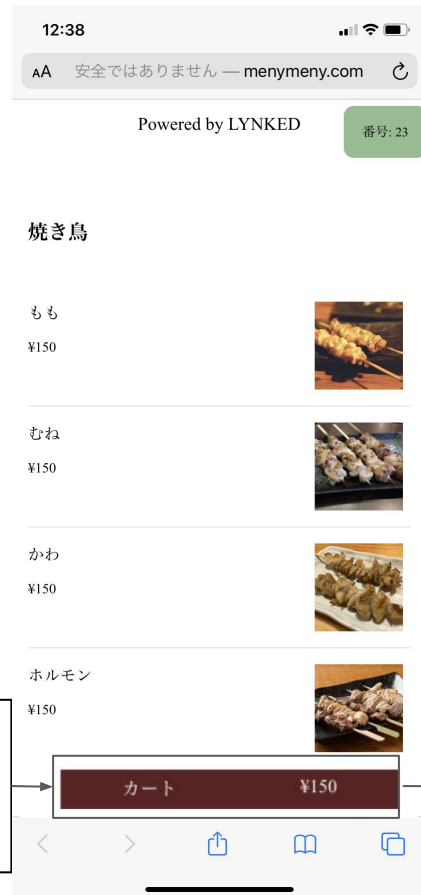 12:38
AA 安全ではありません — menymeny.com
Powered by LYNKED
番号: 23
焼き鳥
もも
¥150
むね
¥150
かわ
¥150
ホルモン
¥150
カート ¥150